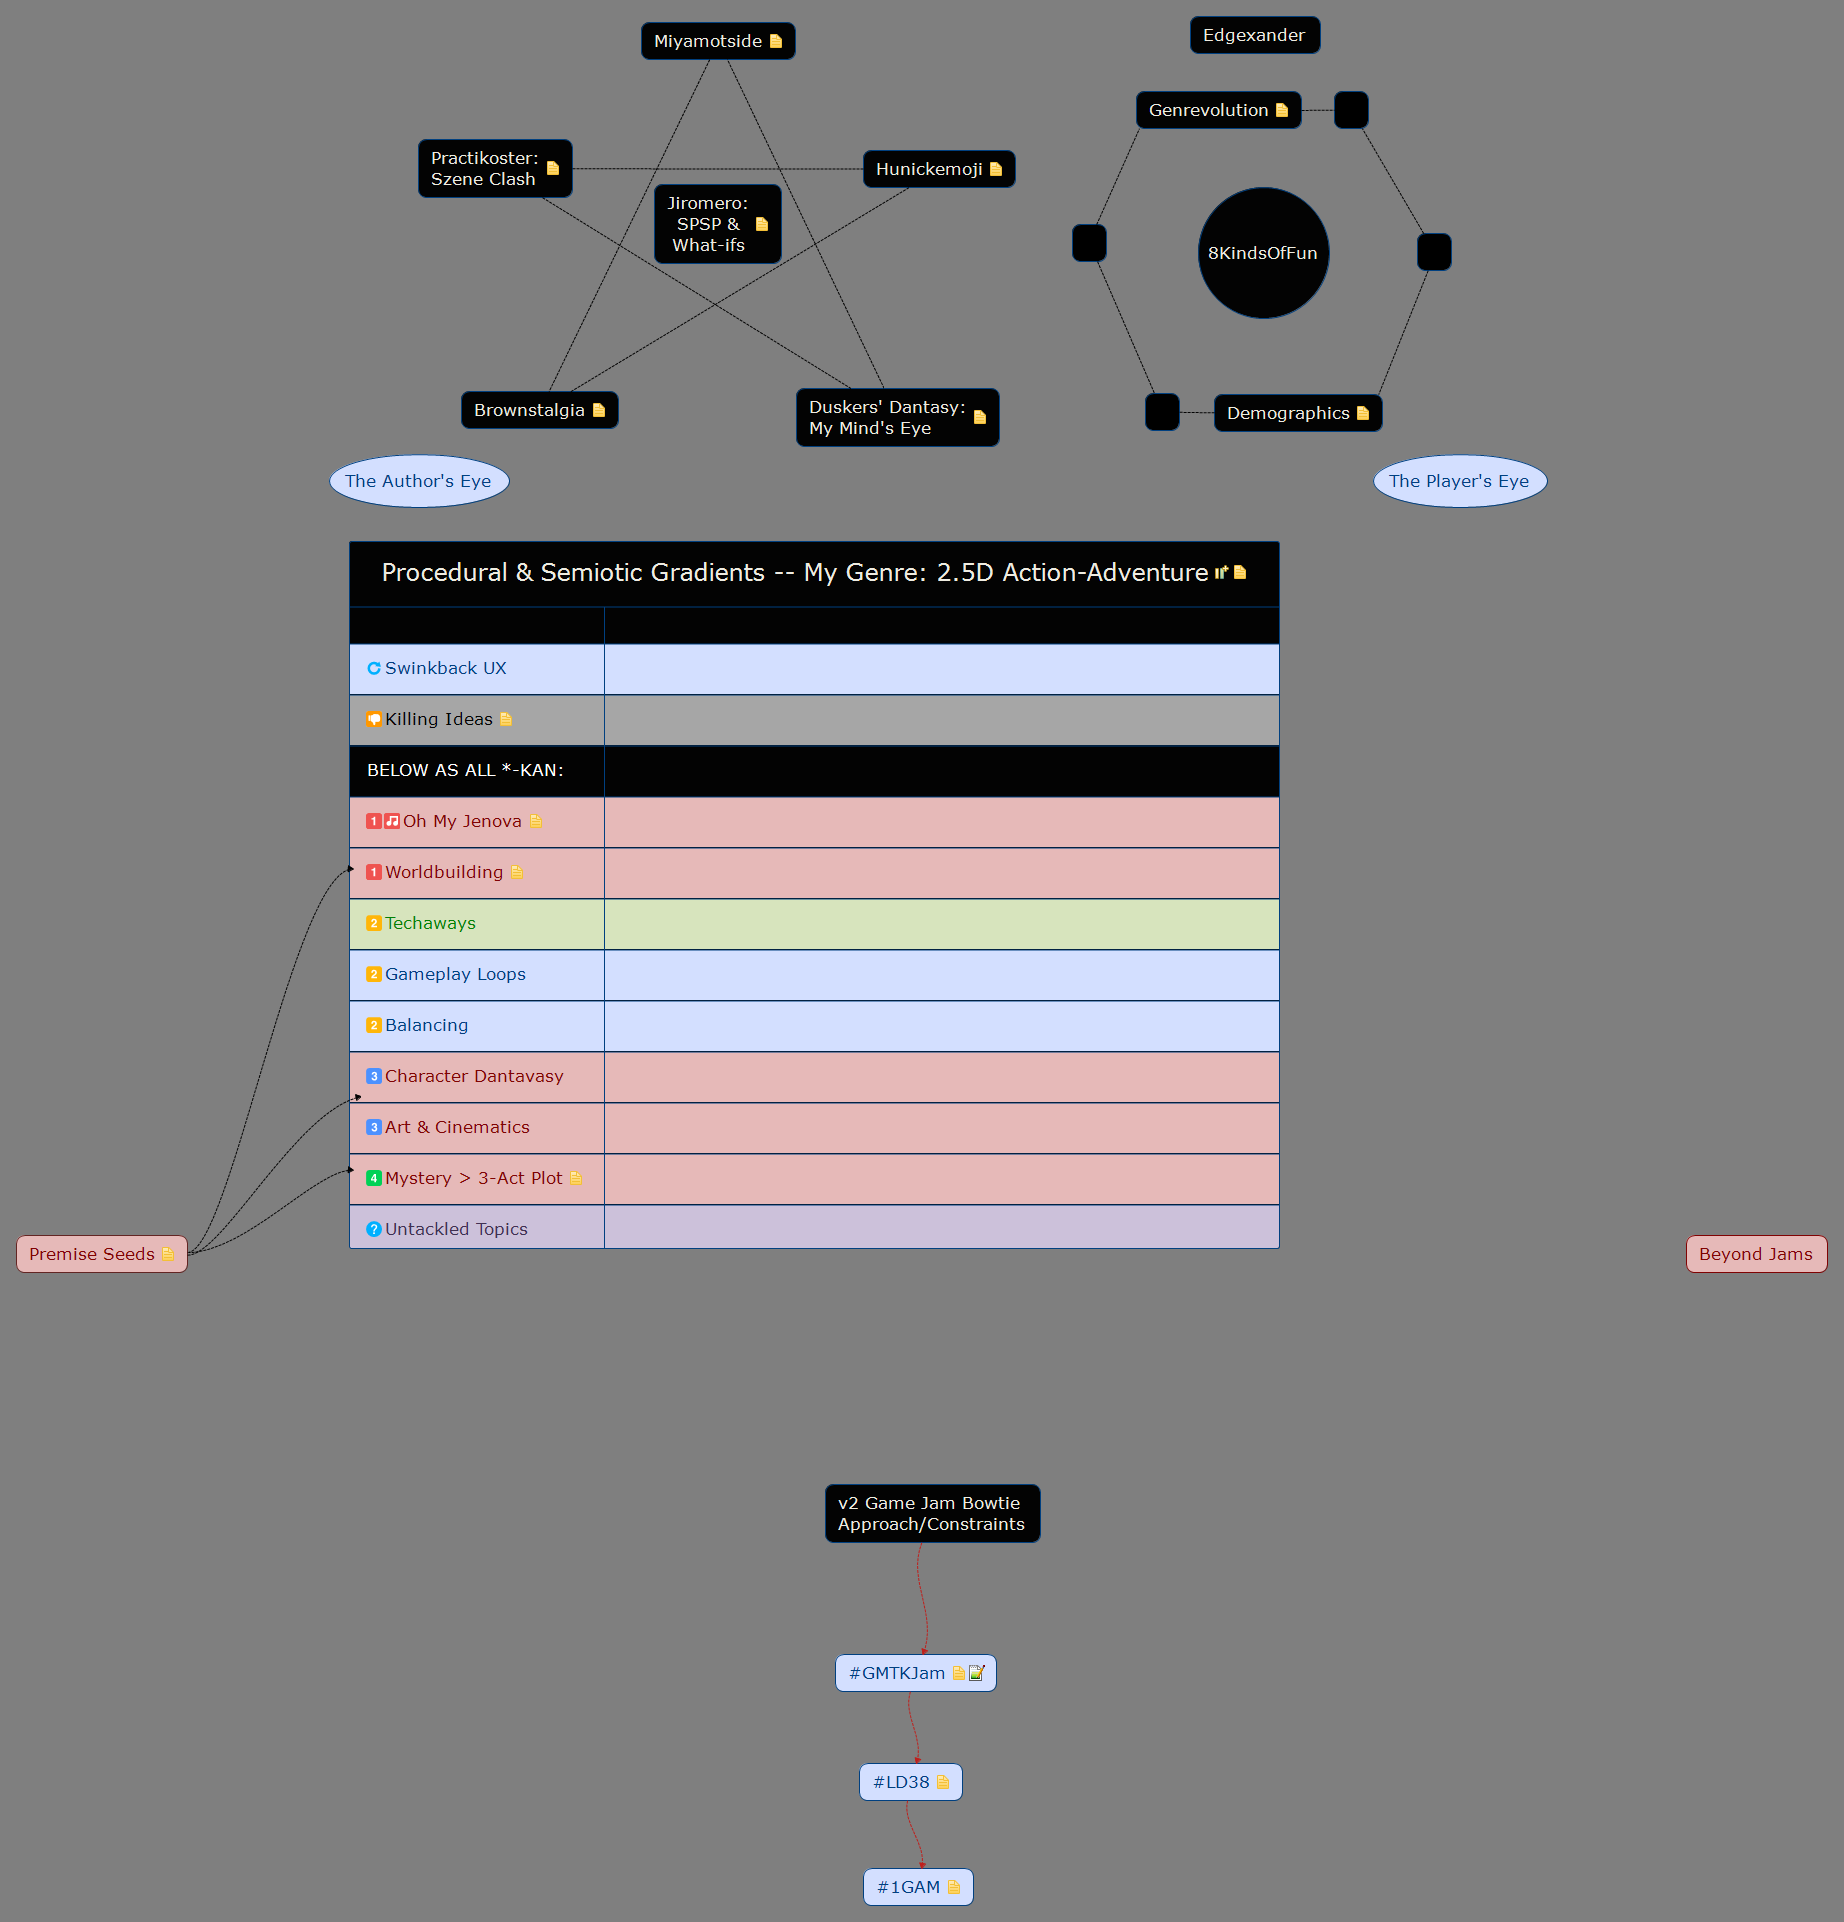 Miyamotside
Edgexander
Genrevolution
Practikoster:
Szene Clash
Hunickemoji
Jiromero:
SPSP &
What-ifs
8KindsOfFun
Brownstalgia
Duskers' Dantasy:
My Mind's Eye
Demographics
The Author's Eye
The Player's Eye
Procedural & Semiotic Gradients -- My Genre: 2.5D Action-Adventure
Swinkback UX
Killing Ideas
BELOW AS ALL *-KAN:
1 Oh My Jenova
1 Worldbuilding
2 Techaways
2 Gameplay Loops
2 Balancing
3 Character Dantavasy
3 Art & Cinematics
4 Mystery > 3-Act Plot
? Untackled Topics
Premise Seeds
Beyond Jams
v2 Game Jam Bowtie
Approach/Constraints
#GMTKJam
#LD38
#1GAM